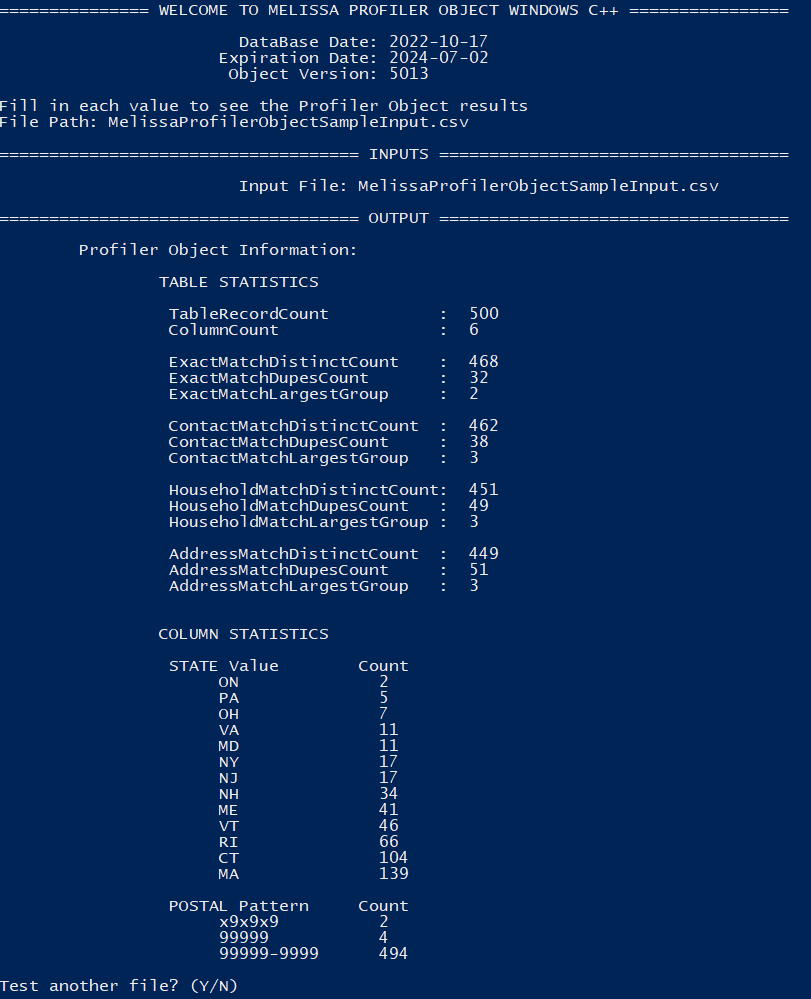 =============== WELCOME TO MELISSA PROFILER OBJECT WINDOWS C++ ================
DataBase Date: 2022-10-17
Expiration Date: 2024-07-02
Object Version: 5013
Fill in each value to see the Profiler Object results
File Path: MelissaProfilerObjectSampleInput.csv
==================================== INPUTS ===================================
Input File: MelissaProfilerObjectSampleInput.csv
==================================== OUTPUT ===================================
Profiler Object Information:
TABLE STATISTICS
TableRecordCount : 500
ColumnCount : 6
ExactMatchDistinctCount : 468
ExactMatchDupesCount : 32
ExactMatchLargestGroup : 2
ContactMatchDistinctCount : 462
ContactMatchDupesCount : 38
ContactMatchLargestGroup : 3
HouseholdMatchDistinctCount: 451
HouseholdMatchDupesCount : 49
HouseholdMatchLargestGroup : 3
AddressMatchDistinctCount : 449
AddressMatchDupesCount : 51
AddressMatchLargestGroup : 3
COLUMN STATISTICS
STATE Value Count
ON 2
PA 5
OH 7
VA 11
MD 11
NY 17
NJ 17
NH 34
ME 41
VT 46
RI 66
CT 104
MA 139
POSTAL Pattern Count
x9x9x9 2
99999 4
99999-9999 494
Test another file? (Y/N)